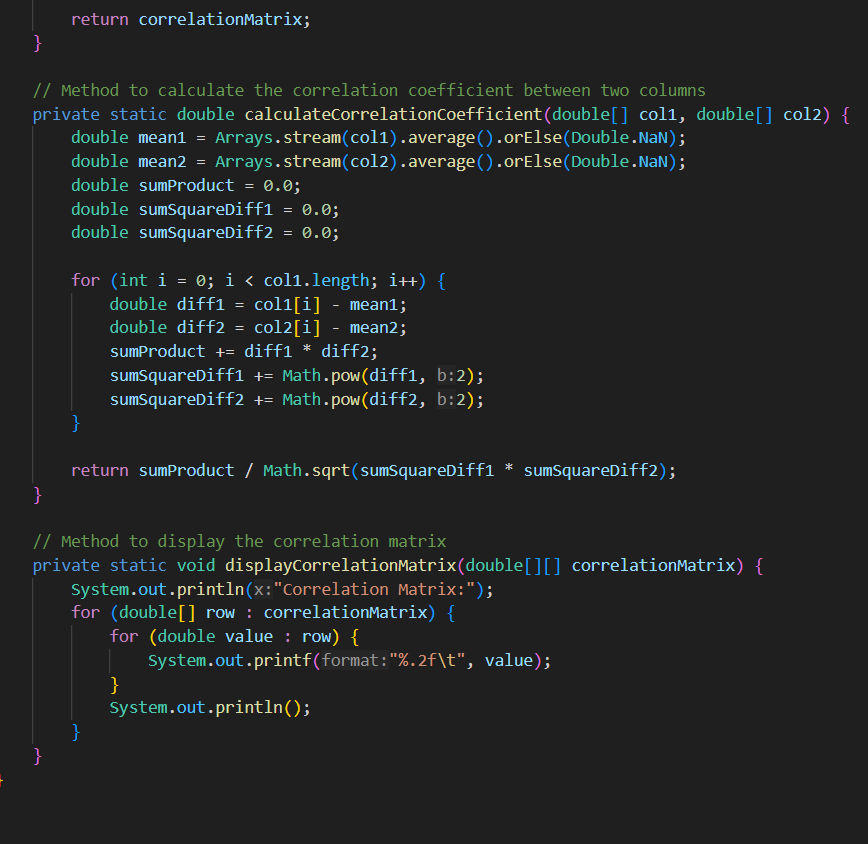 return correlationMatrix;
}
// Method to calculate the correlation coefficient between two columns
private static double calculateCorrelationCoefficient(double[] col1, double[] col2) {
double mean1 = Arrays.stream(col1).average().orElse(Double.NaN);
double mean2 = Arrays.stream(col2).average().orElse(Double.NaN);
double sumProduct = 0.0;
double sumSquareDiff1 = 0.0;
double sumSquareDiff2 = 0.0;
for (int i = 0; i < col1.length; i++) {
double diff1 = col1[i] - mean1;
double diff2 = col2[i] - mean2;
sumProduct += diff1 * diff2;
sumSquareDiff1 += Math.pow(diff1, b:2);
sumSquareDiff2 += Math.pow(diff2, b:2);
}
return sumProduct / Math.sqrt(sumSquareDiff1 * sumSquareDiff2);
}
// Method to display the correlation matrix
private static void displayCorrelationMatrix(double[][] correlationMatrix) {
System.out.println(x:"Correlation Matrix:");
for (double[] row : correlationMatrix) {
for (double value : row) {
System.out.printf(format:"%.2f\t", value);
}
System.out.println();
}
}
}